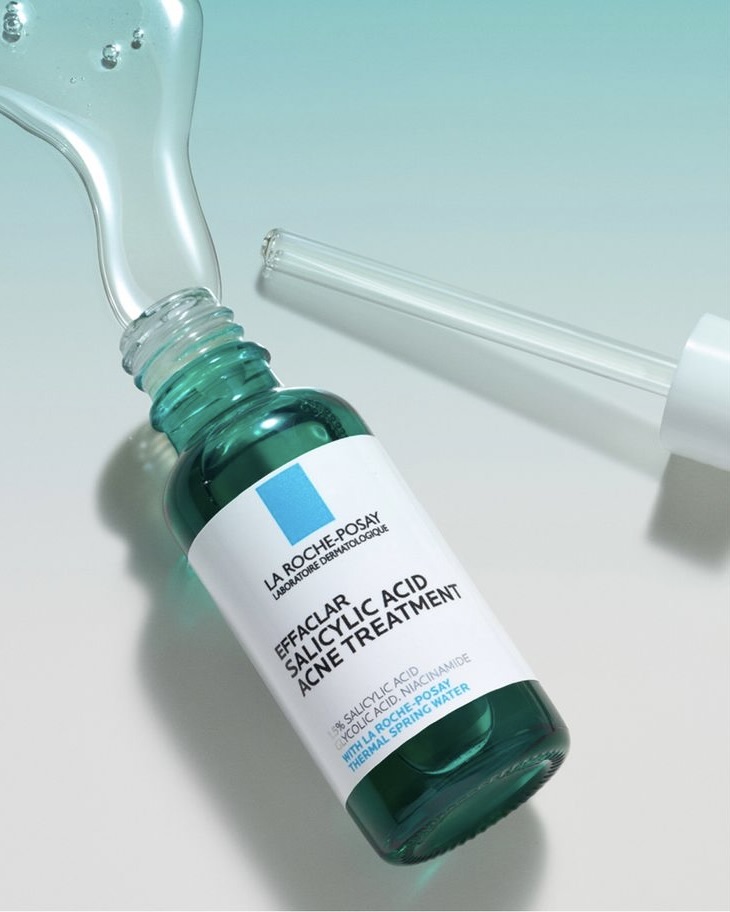 LA ROCHE-POSAY
LABORATOIRE DERMATOLOGIQUE
EFFACLAR
SALICYLIC ACID
ACNE TREATMENT
1.5% SALICYLIC ACID
GLYCOLIC ACID. NIACINAMIDE
WITH LA ROCHE-POSAY
THERMAL SPRING WATER